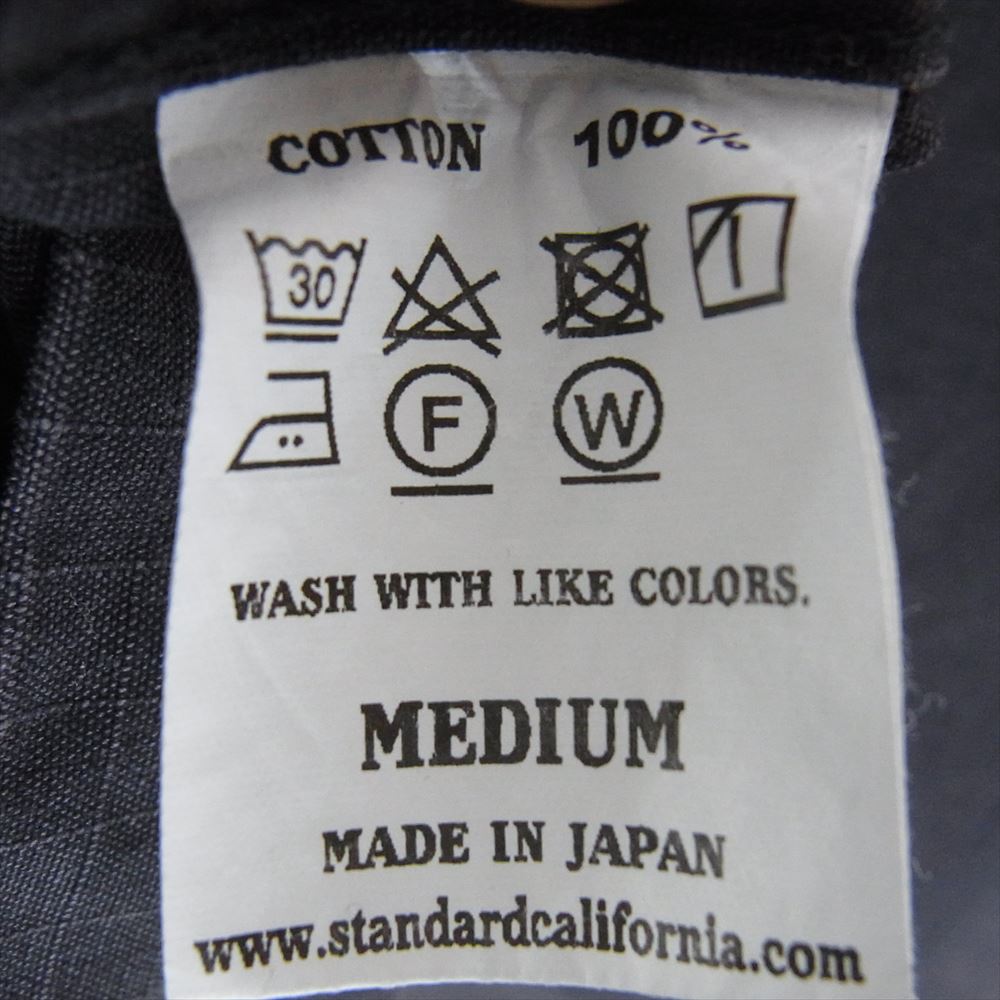 COTTON 100%
30
F W
WASH WITH LIKE COLORS.
MEDIUM
MADE IN JAPAN
www.standardcalifornia.com